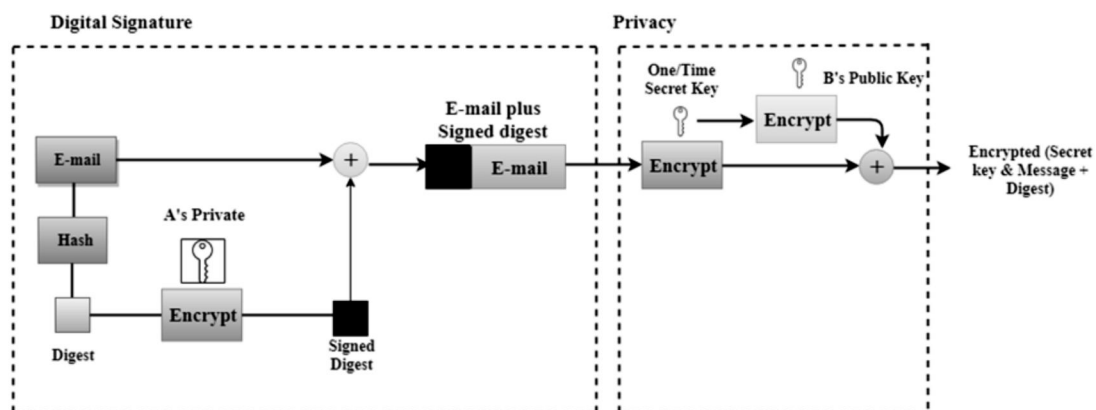 Digital Signature
Privacy
One/Time
Secret Key
B's Public Key
Encrypt
E-mail plus
Signed digest
E-mail
E-mail
Encrypt
Encrypted (Secret
key & Message +
Digest)
+
+
Hash
A's Private
Encrypt
Digest
Signed
Digest